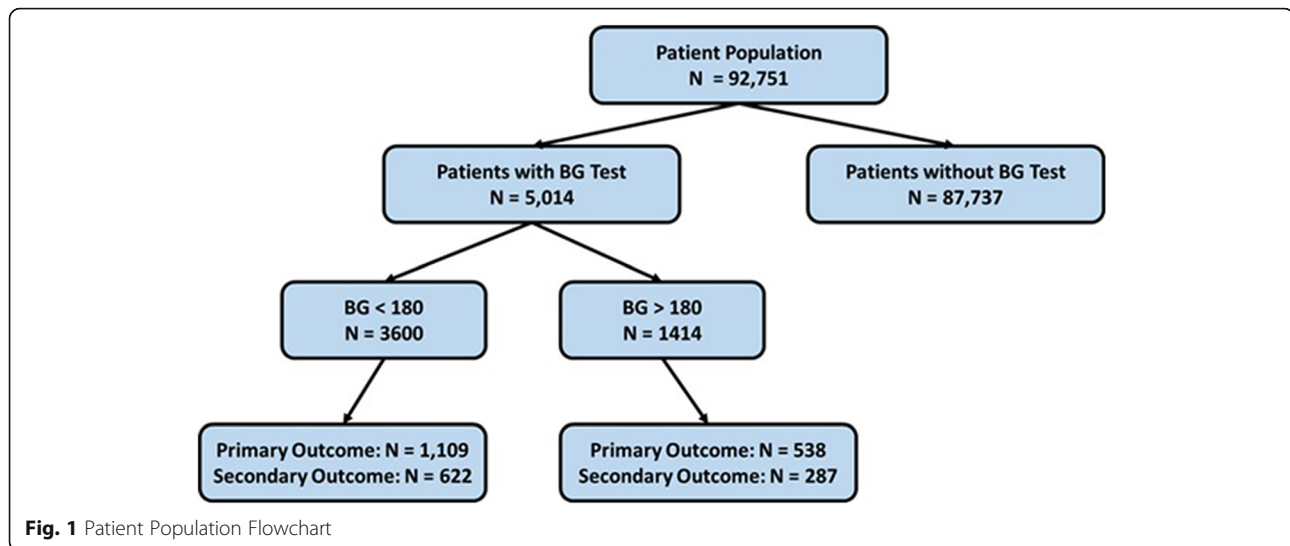 Patient Population
N = 92,751
Patients with BG Test
N = 5,014
Patients without BG Test
N = 87,737
BG < 180
N = 3600
BG > 180
N = 1414
Primary Outcome: N = 1,109
Secondary Outcome: N = 622
Primary Outcome: N = 538
Secondary Outcome: N = 287
Fig. 1 Patient Population Flowchart